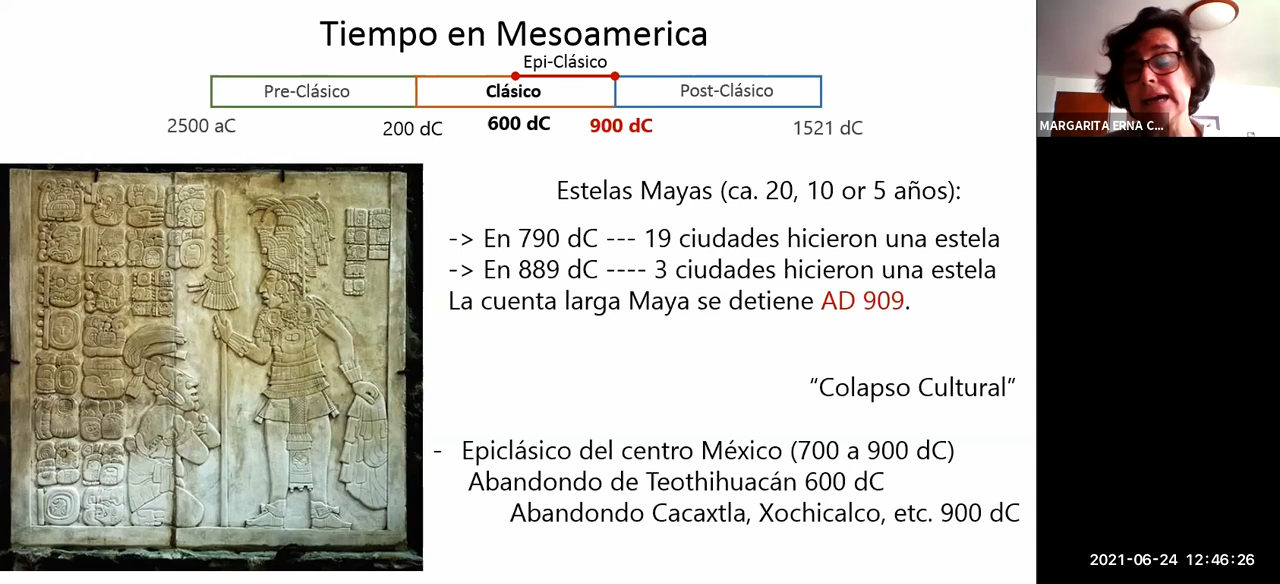 Tiempo en Mesoamerica
Epi-Clásico
Pre-Clásico
Clásico
Post-Clásico
2500 aC
200 dC
600 dC
900 dC
1521 dC
MARGARITA ERNA C...
Estelas Mayas (ca. 20, 10 or 5 años):
-> En 790 dC --- 19 ciudades hicieron una estela
-> En 889 dC ---- 3 ciudades hicieron una estela
La cuenta larga Maya se detiene AD 909.
“Colapso Cultural”
- Epiclásico del centro México (700 a 900 dC)
Abandondo de Teothihuacán 600 dC
Abandondo Cacaxtla, Xochicalco, etc. 900 dC
2021-06-24 12:46:26